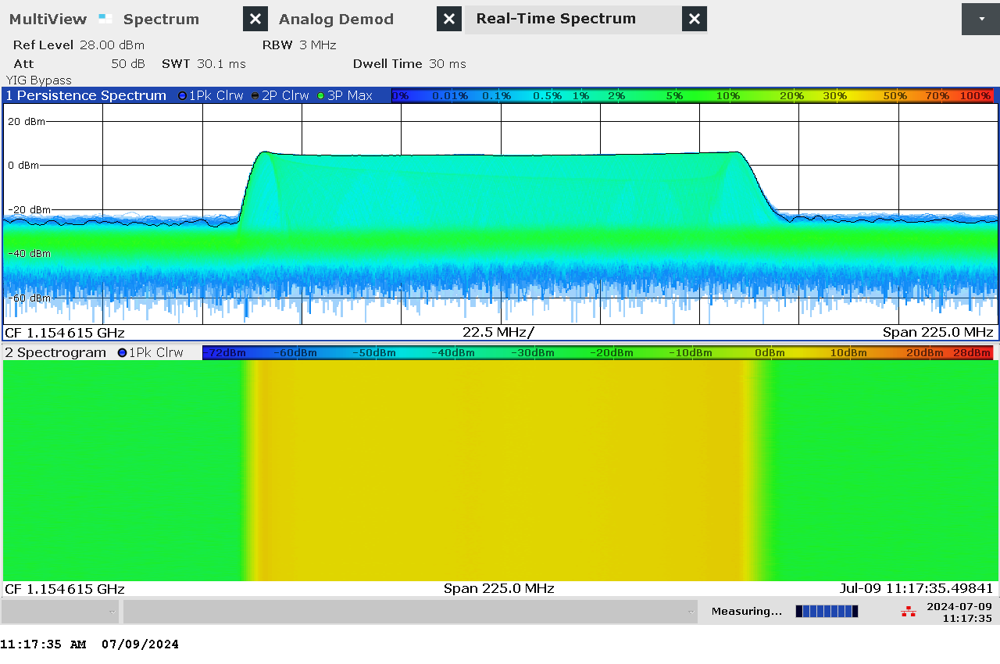 MultiView Spectrum Analog Demod Real-Time Spectrum
Ref Level 28.00 dBm RBW 3 MHz
Att 50 dB SWT 30.1 ms Dwell Time 30 ms
YIG Bypass
1 Persistence Spectrum 1Pk Clrw 2P Clrw 3P Max 0% 0.01% 0.1% 0.5% 1% 2% 5% 10% 20% 30% 50% 70% 100%
20 dBm
0 dBm
-20 dBm
-40 dBm
-60 dBm
CF 1.154615 GHz 22.5 MHz/ Span 225.0 MHz
2 Spectrogram 1Pk Clrw -72dBm -60dBm -50dBm -40dBm -30dBm -20dBm -10dBm 0dBm 10dBm 20dBm 28dBm
CF 1.154615 GHz Span 225.0 MHz Jul-09 11:17:35.49841
Measuring... 2024-07-09
11:17:35
11:17:35 AM 07/09/2024